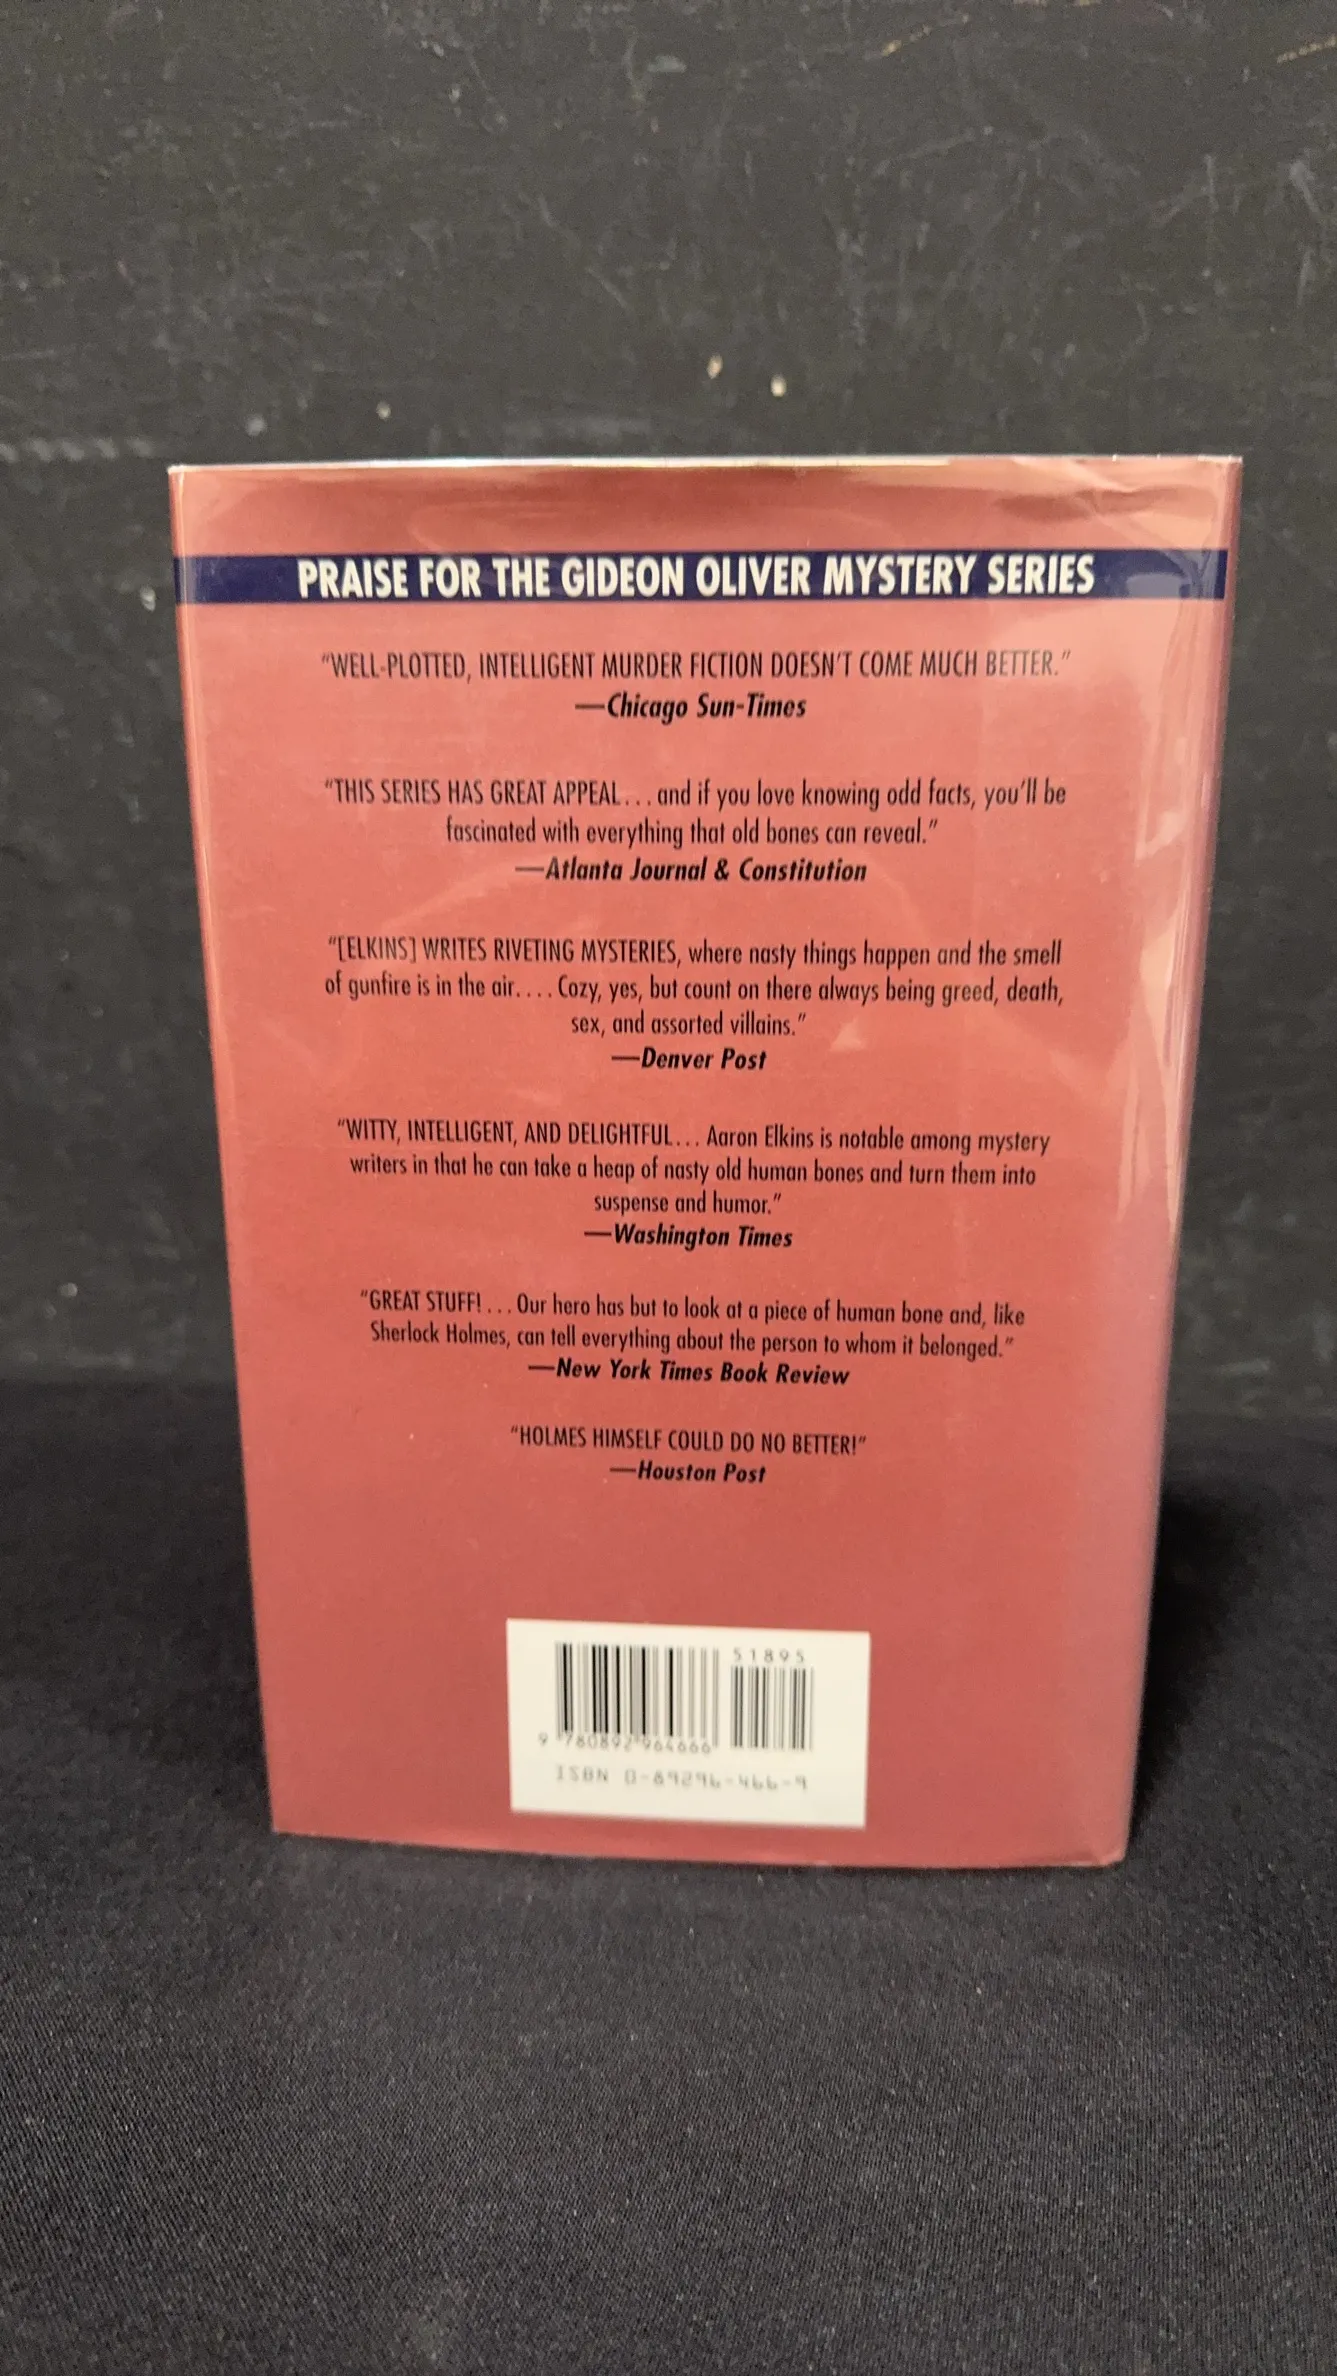 PRAISE FOR THE GIDEON OLIVER MYSTERY SERIES
“WELL-PLOTTED, INTELLIGENT MURDER FICTION DOESN’T COME MUCH BETTER.”
—Chicago Sun-Times
“THIS SERIES HAS GREAT APPEAL... and if you love knowing odd facts, you’ll be
fascinated with everything that old bones can reveal.”
—Atlanta Journal & Constitution
“[ELKINS] WRITES RIVETING MYSTERIES, where nasty things happen and the smell
of gunfire is in the air.... Cozy, yes, but count on there always being greed, death,
sex, and assorted villains.”
—Denver Post
“WITTY, INTELLIGENT, AND DELIGHTFUL... Aaron Elkins is notable among mystery
writers in that he can take a heap of nasty old human bones and turn them into
suspense and humor.”
—Washington Times
“GREAT STUFF!... Our hero has but to look at a piece of human bone and, like
Sherlock Holmes, can tell everything about the person to whom it belonged.”
—New York Times Book Review
“HOLMES HIMSELF COULD DO NO BETTER!”
—Houston Post
51895
9 780892 964666
ISBN 0-89296-466-9